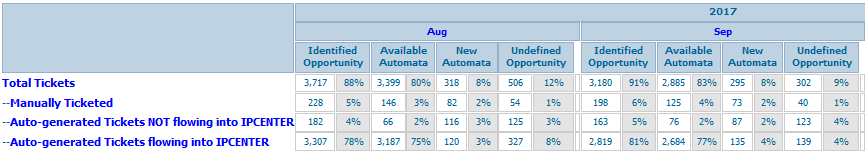 2017
Aug Sep
Identified Opportunity Available Automata New Automata Undefined Opportunity Identified Opportunity Available Automata New Automata Undefined Opportunity
Total Tickets 3,717 88% 3,399 80% 318 8% 506 12% 3,180 91% 2,885 83% 295 8% 302 9%
--Manually Ticketed 228 5% 146 3% 82 2% 54 1% 198 6% 125 4% 73 2% 40 1%
--Auto-generated Tickets NOT flowing into IPCENTER 182 4% 66 2% 116 3% 125 3% 163 5% 76 2% 87 2% 123 4%
--Auto-generated Tickets flowing into IPCENTER 3,307 78% 3,187 75% 120 3% 327 8% 2,819 81% 2,684 77% 135 4% 139 4%